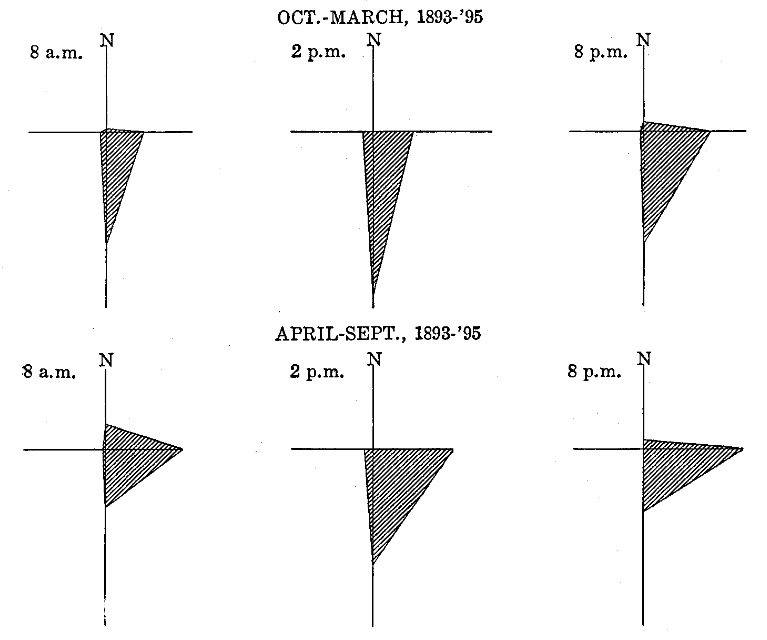 OCT.-MARCH, 1893-'95
N N N
8 a.m. 2 p.m. 8 p.m.
APRIL-SEPT., 1893-'95
N N N
8 a.m. 2 p.m. 8 p.m.